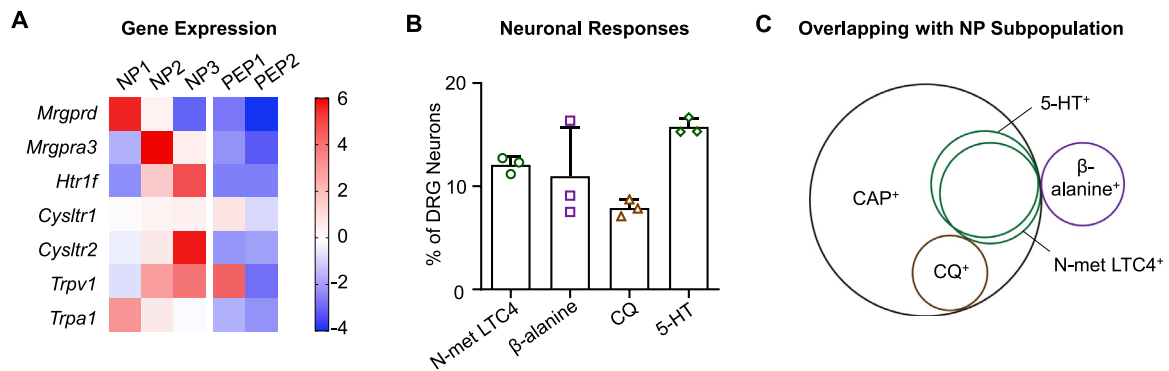 A
Gene Expression
NP1
NP2
NP3
PEP1
PEP2
Mrgprd
Mrgpra3
Htr1f
Cysltr1
Cysltr2
Trpv1
Trpa1
6
4
2
0
-2
-4
B
Neuronal Responses
% of DRG Neurons
20
10
0
N-met LTC4
β-alanine
CQ
5-HT
C
Overlapping with NP Subpopulation
5-HT⁺
CAP⁺
β-
alanine⁺
CQ⁺
N-met LTC4⁺